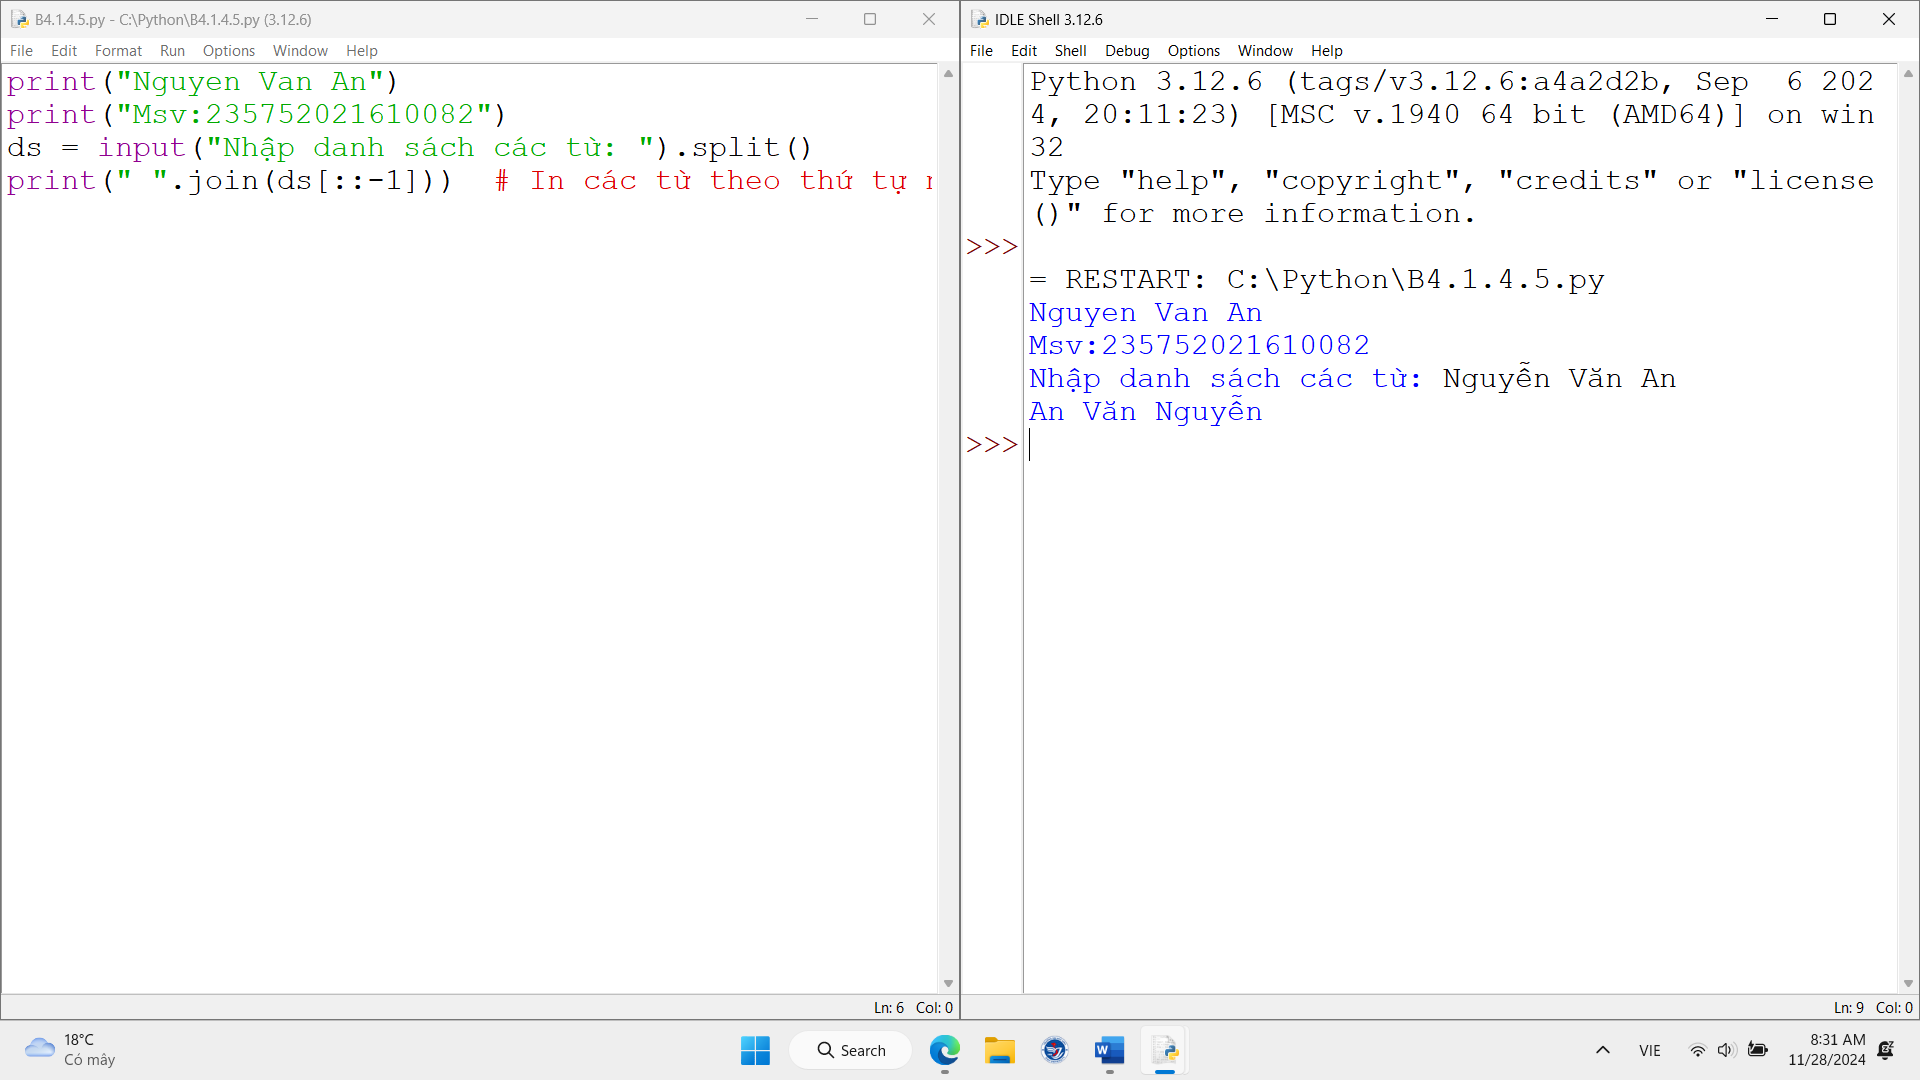 B4.1.4.5.py - C:\Python\B4.1.4.5.py (3.12.6)
File Edit Format Run Options Window Help
print("Nguyen Van An")
print("Msv:235752021610082")
ds = input("Nhập danh sách các từ: ").split()
print(" ".join(ds[::-1]))  # In các từ theo thứ tự
Ln: 6 Col: 0
IDLE Shell 3.12.6
File Edit Shell Debug Options Window Help
Python 3.12.6 (tags/v3.12.6:a4a2d2b, Sep  6 202
4, 20:11:23) [MSC v.1940 64 bit (AMD64)] on win
32
Type "help", "copyright", "credits" or "license
()" for more information.
>>>
= RESTART: C:\Python\B4.1.4.5.py
Nguyen Van An
Msv:235752021610082
Nhập danh sách các từ: Nguyễn Văn An
An Văn Nguyễn
>>>
Ln: 9 Col: 0
18°C
Có mây
Search
VIE
8:31 AM
11/28/2024